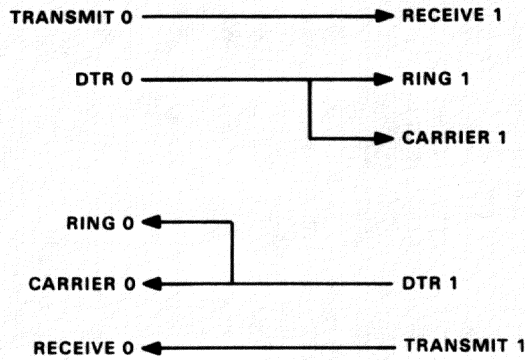 TRANSMIT 0 RECEIVE 1
DTR 0 RING 1
CARRIER 1
RING 0
CARRIER 0 DTR 1
RECEIVE 0 TRANSMIT 1